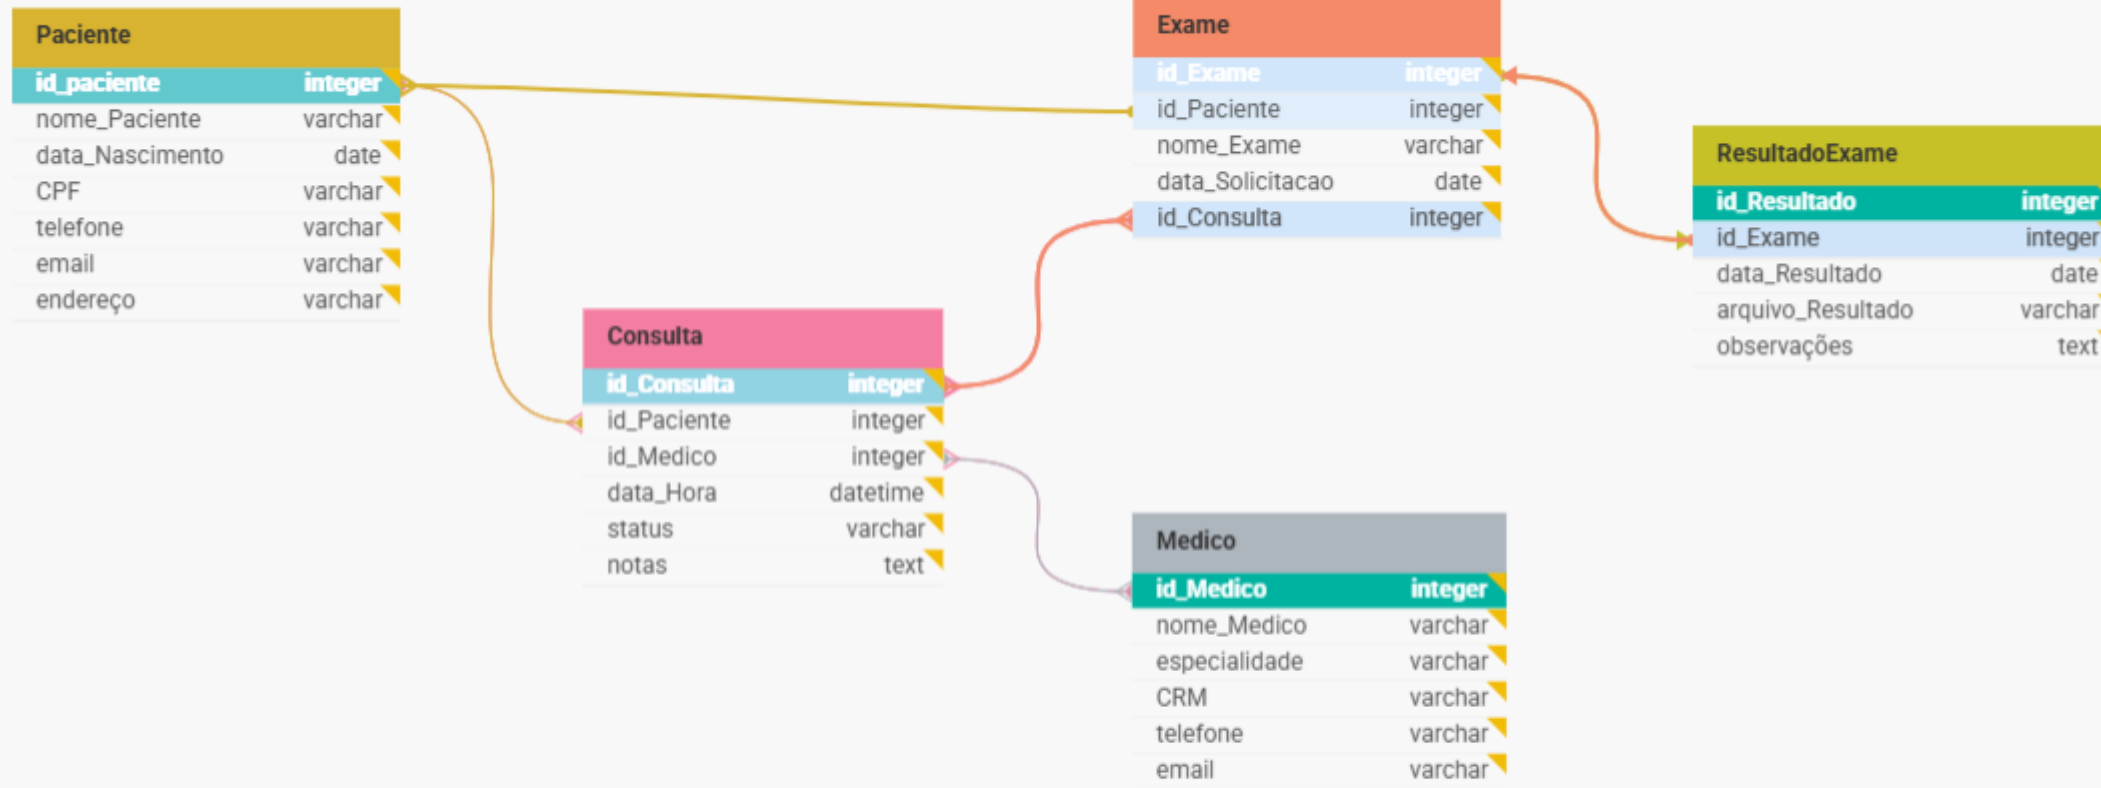 Paciente
id_paciente integer
nome_Paciente varchar
data_Nascimento date
CPF varchar
telefone varchar
email varchar
endereço varchar
Exame
id_Exame integer
id_Paciente integer
nome_Exame varchar
data_Solicitacao date
id_Consulta integer
ResultadoExame
id_Resultado integer
id_Exame integer
data_Resultado date
arquivo_Resultado varchar
observações text
Consulta
id_Consulta integer
id_Paciente integer
id_Medico integer
data_Hora datetime
status varchar
notas text
Medico
id_Medico integer
nome_Medico varchar
especialidade varchar
CRM varchar
telefone varchar
email varchar